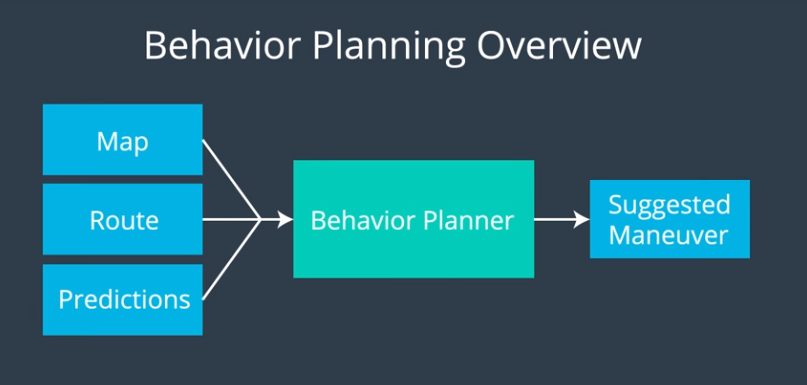 Behavior Planning Overview
Map
Route
Predictions
Behavior Planner
Suggested
Maneuver